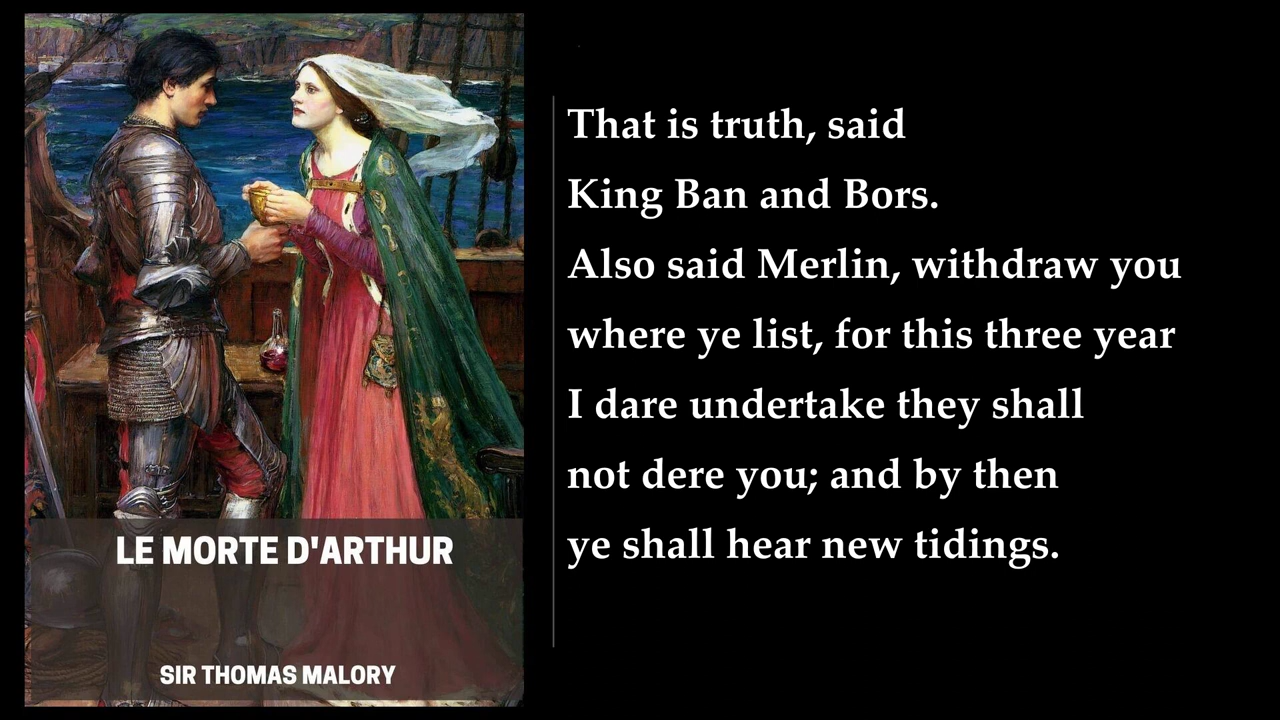 LE MORTE D'ARTHUR
SIR THOMAS MALORY
That is truth, said
King Ban and Bors.
Also said Merlin, withdraw you
where ye list, for this three year
I dare undertake they shall
not dere you; and by then
ye shall hear new tidings.